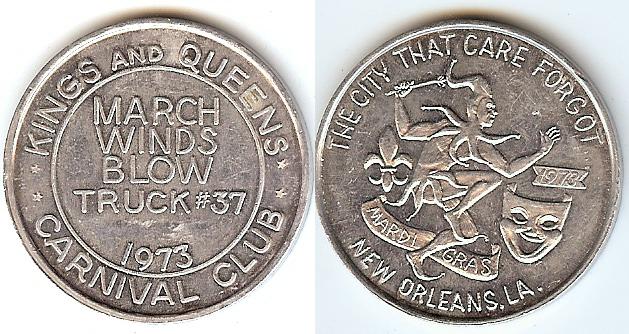 KINGS AND QUEENS
MARCH
WINDS
BLOW
TRUCK #37
1973
CARNIVAL CLUB
THE CITY THAT CARE FORGOT
1973
MARDI GRAS
NEW ORLEANS, LA.